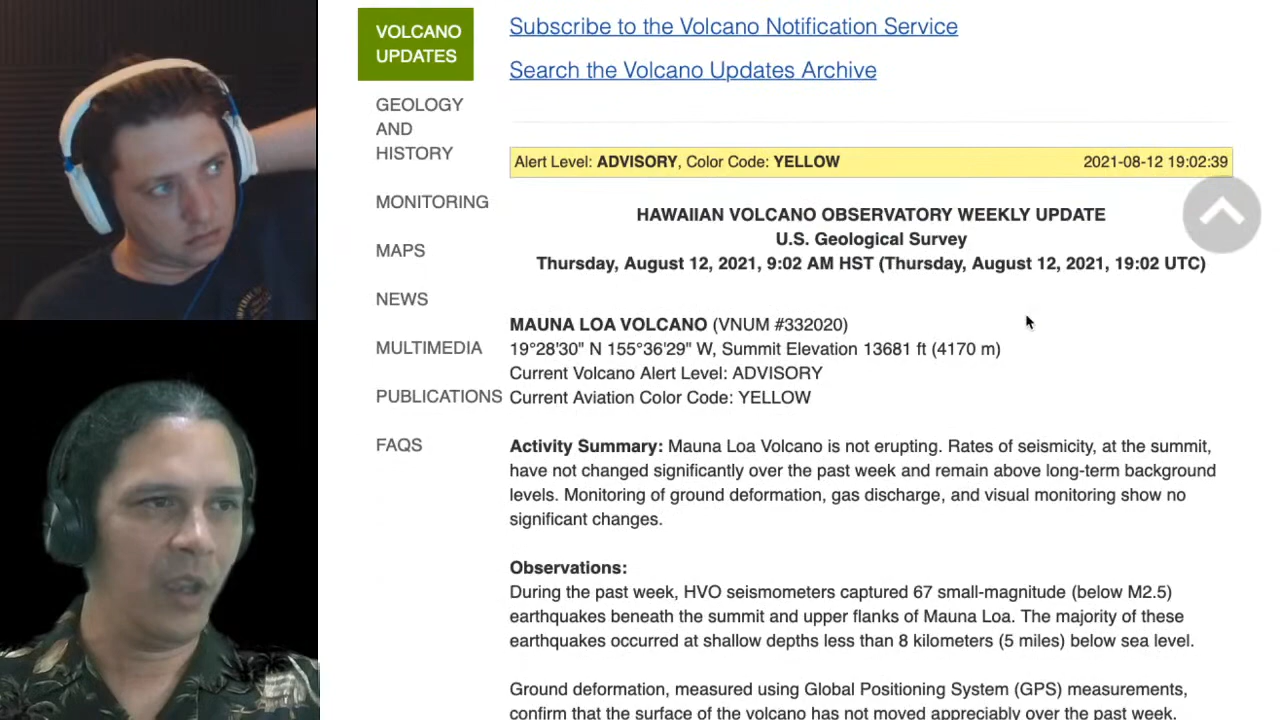 VOLCANO
UPDATES
GEOLOGY
AND
HISTORY
MONITORING
MAPS
NEWS
MULTIMEDIA
PUBLICATIONS
FAQS
Subscribe to the Volcano Notification Service
Search the Volcano Updates Archive
Alert Level: ADVISORY, Color Code: YELLOW 2021-08-12 19:02:39
HAWAIIAN VOLCANO OBSERVATORY WEEKLY UPDATE
U.S. Geological Survey
Thursday, August 12, 2021, 9:02 AM HST (Thursday, August 12, 2021, 19:02 UTC)
MAUNA LOA VOLCANO (VNUM #332020)
19°28'30" N 155°36'29" W, Summit Elevation 13681 ft (4170 m)
Current Volcano Alert Level: ADVISORY
Current Aviation Color Code: YELLOW
Activity Summary: Mauna Loa Volcano is not erupting. Rates of seismicity, at the summit,
have not changed significantly over the past week and remain above long-term background
levels. Monitoring of ground deformation, gas discharge, and visual monitoring show no
significant changes.
Observations:
During the past week, HVO seismometers captured 67 small-magnitude (below M2.5)
earthquakes beneath the summit and upper flanks of Mauna Loa. The majority of these
earthquakes occurred at shallow depths less than 8 kilometers (5 miles) below sea level.
Ground deformation, measured using Global Positioning System (GPS) measurements,
confirm that the surface of the volcano has not moved appreciably over the past week.